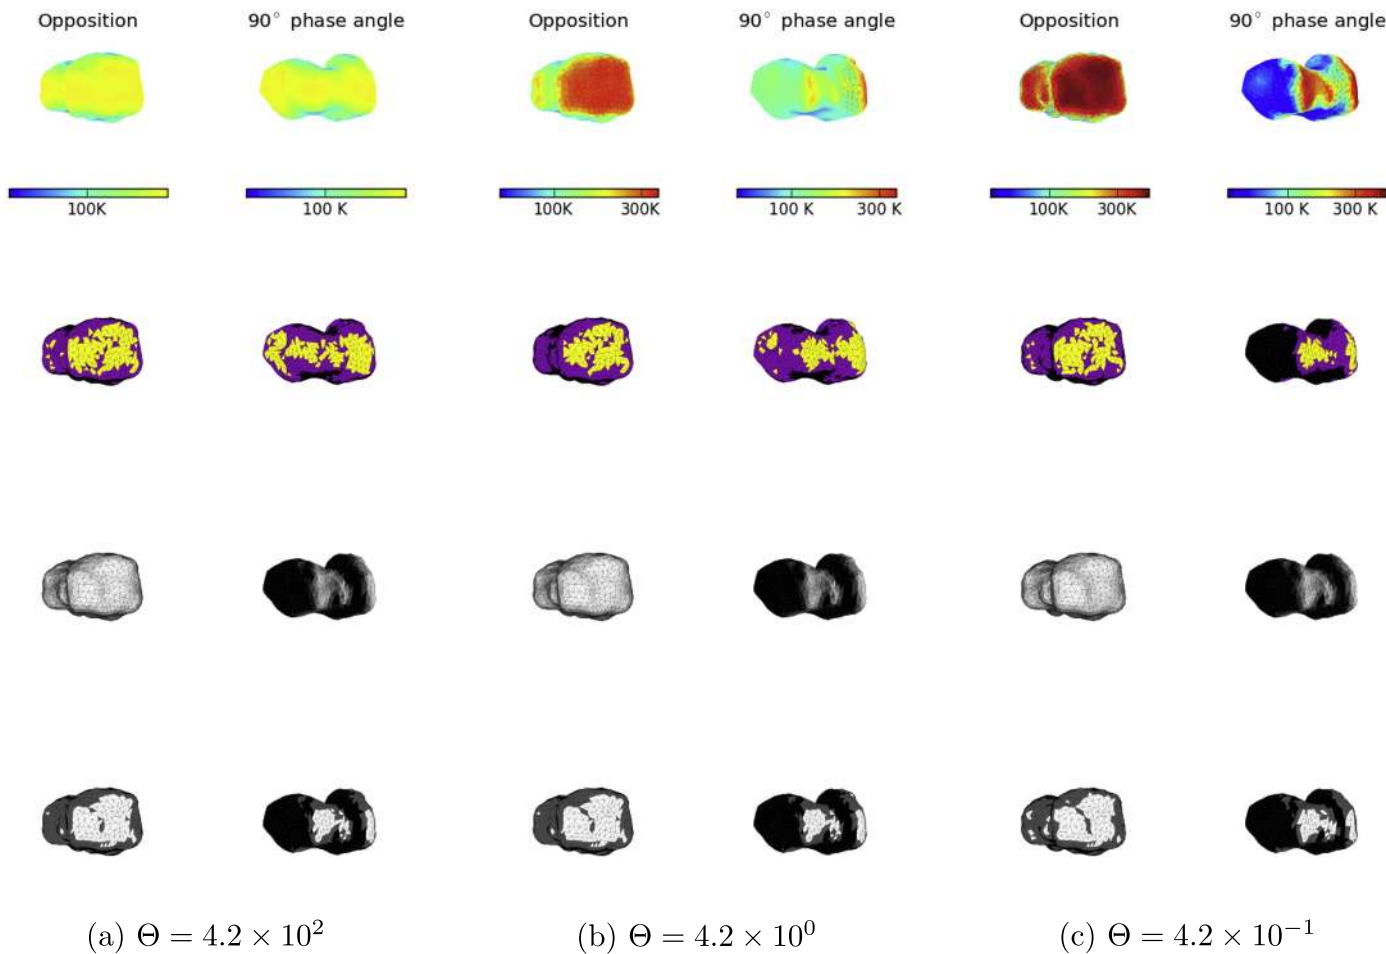 Opposition 90° phase angle Opposition 90° phase angle Opposition 90° phase angle
100K 100 K 100K 300K 100 K 300 K 100K 300K 100 K 300 K
(a) Θ = 4.2 × 10² (b) Θ = 4.2 × 10⁰ (c) Θ = 4.2 × 10⁻¹